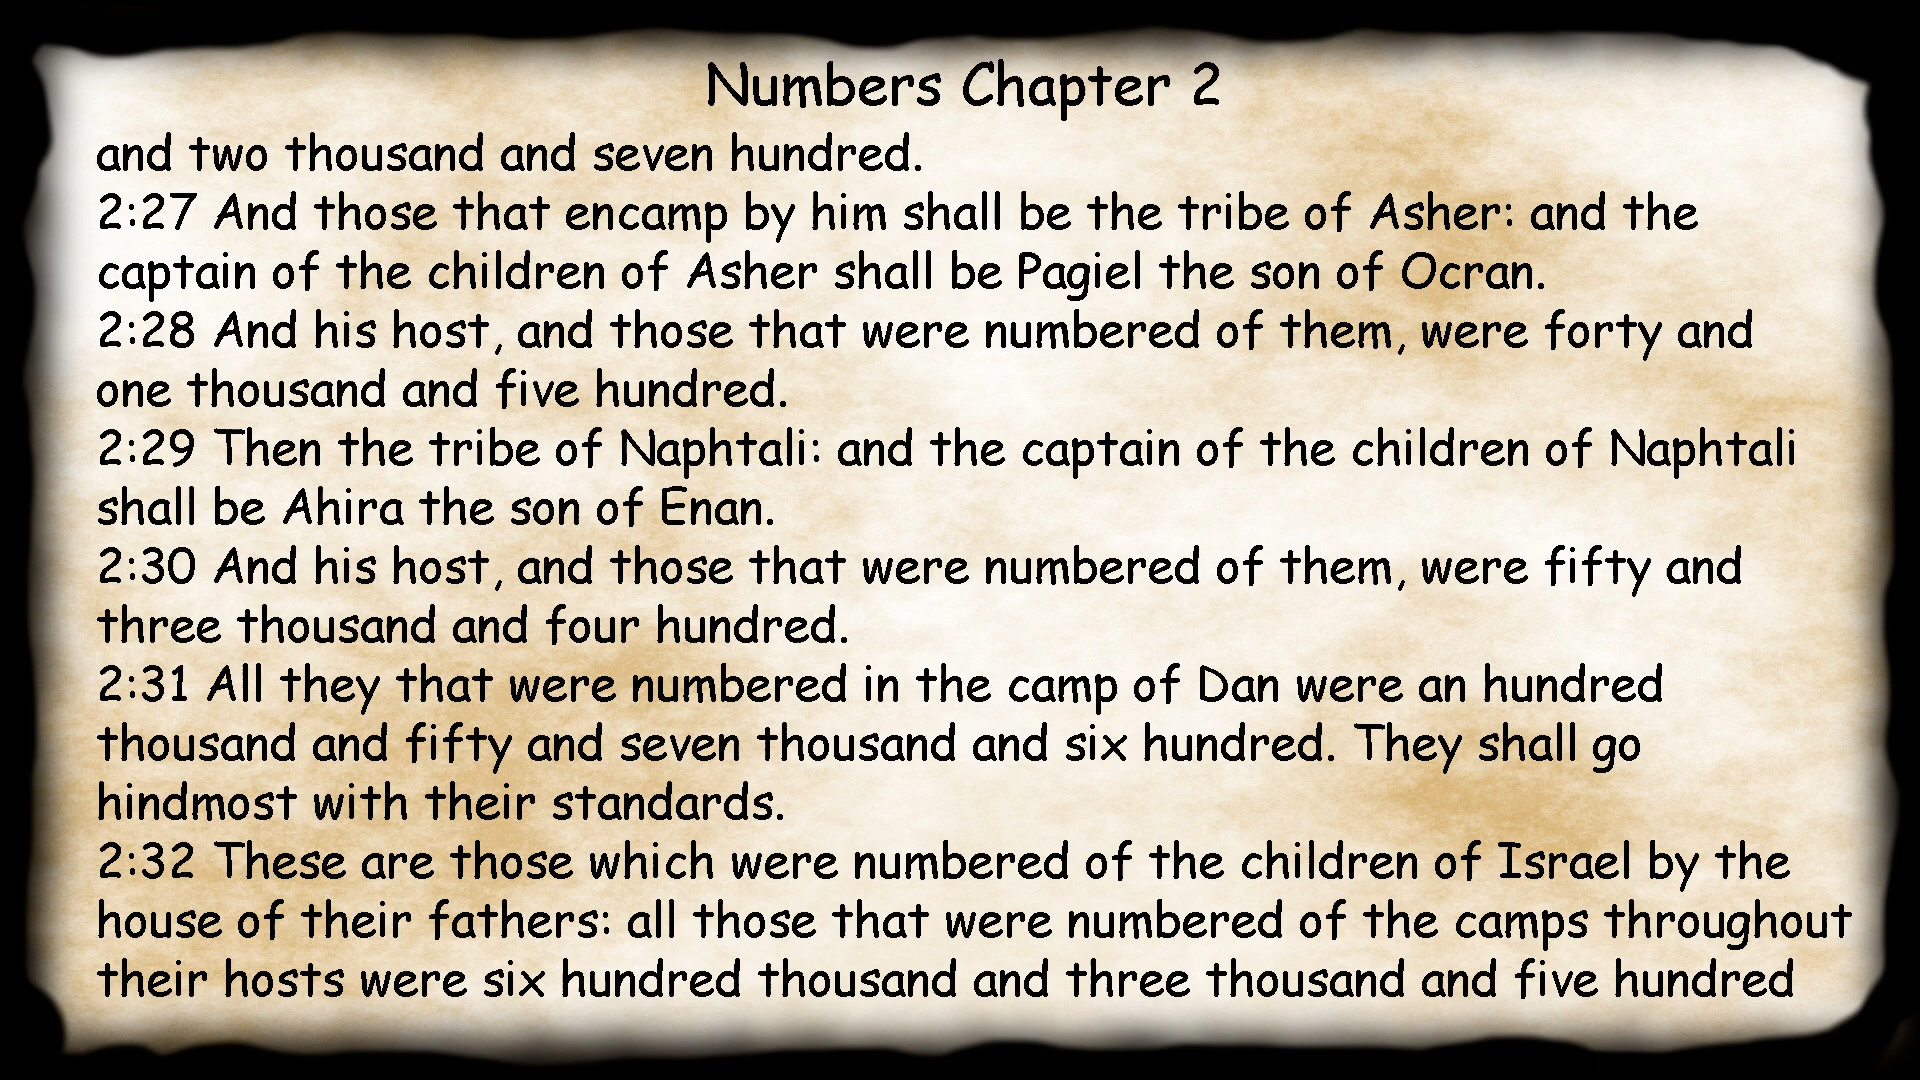 Numbers Chapter 2
and two thousand and seven hundred.
2:27 And those that encamp by him shall be the tribe of Asher: and the
captain of the children of Asher shall be Pagiel the son of Ocran.
2:28 And his host, and those that were numbered of them, were forty and
one thousand and five hundred.
2:29 Then the tribe of Naphtali: and the captain of the children of Naphtali
shall be Ahira the son of Enan.
2:30 And his host, and those that were numbered of them, were fifty and
three thousand and four hundred.
2:31 All they that were numbered in the camp of Dan were an hundred
thousand and fifty and seven thousand and six hundred. They shall go
hindmost with their standards.
2:32 These are those which were numbered of the children of Israel by the
house of their fathers: all those that were numbered of the camps throughout
their hosts were six hundred thousand and three thousand and five hundred